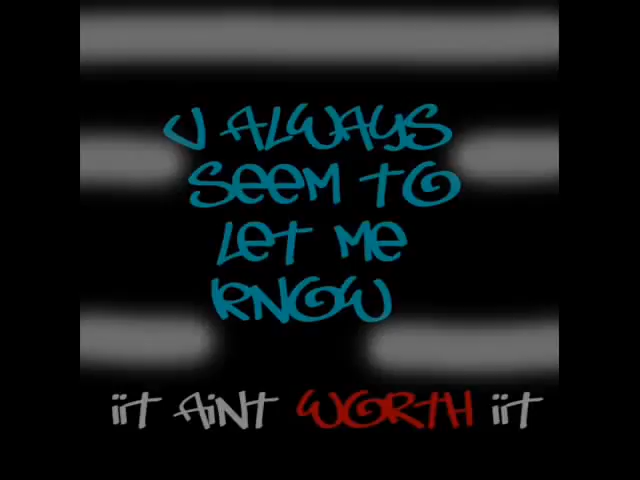 U ALWAYS
SEEM TO
LET ME
KNOW
iiT AiNT WORTH iiT